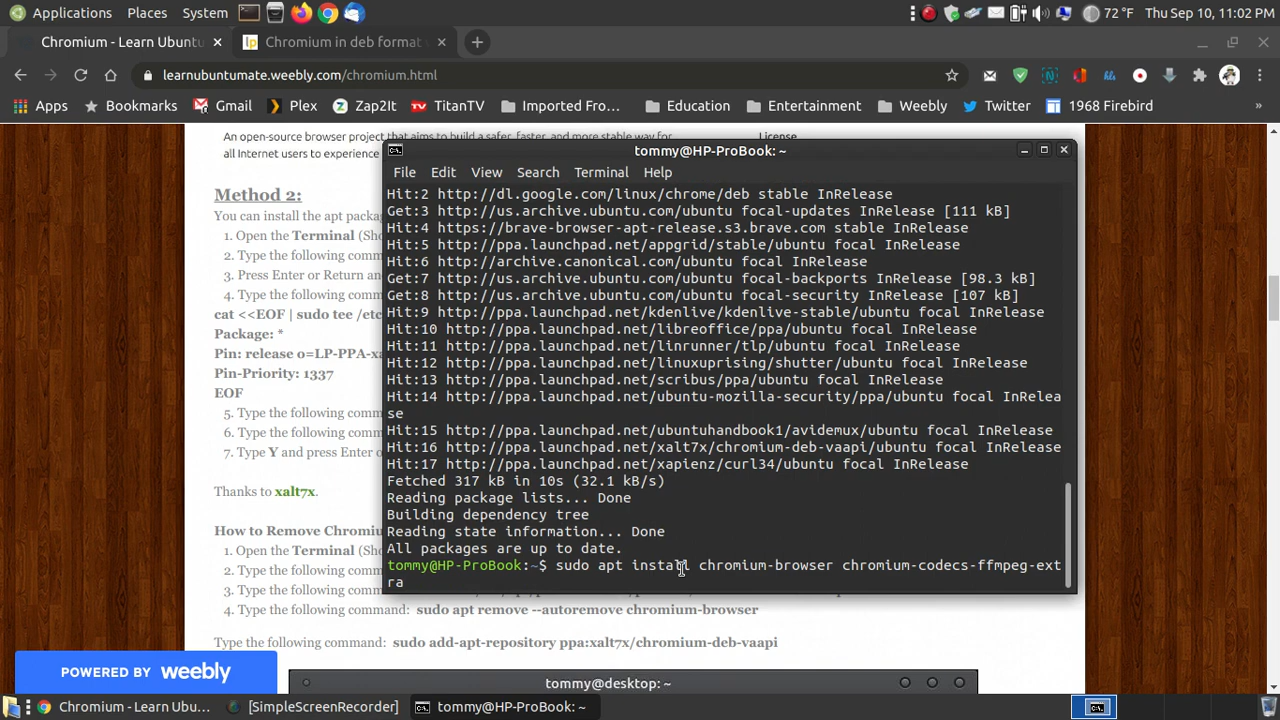 Applications Places System 72 °F Thu Sep 10, 11:02 PM
Chromium - Learn Ubuntu × Chromium in deb format v × +
learnubuntumate.weebly.com/chromium.html
Apps Bookmarks Gmail Plex Zap2It TitanTV Imported Fro... Education Entertainment Weebly Twitter 1968 Firebird »
An open-source browser project that aims to build a safer, faster, and more stable way for
all Internet users to experience
License
Method 2:
You can install the apt packag
1. Open the Terminal (Sho
2. Type the following comm
3. Press Enter or Return an
4. Type the following comm
cat <<EOF | sudo tee /etc
Package: *
Pin: release o=LP-PPA-xa
Pin-Priority: 1337
EOF
5. Type the following comm
6. Type the following comm
7. Type Y and press Enter o
Thanks to xalt7x.
How to Remove Chromiu
1. Open the Terminal (Sho
2. Type the following comm
3. Type the following comm
4. Type the following command: sudo apt remove --autoremove chromium-browser
Type the following command: sudo add-apt-repository ppa:xalt7x/chromium-deb-vaapi
tommy@HP-ProBook: ~
File Edit View Search Terminal Help
Hit:2 http://dl.google.com/linux/chrome/deb stable InRelease
Get:3 http://us.archive.ubuntu.com/ubuntu focal-updates InRelease [111 kB]
Hit:4 https://brave-browser-apt-release.s3.brave.com stable InRelease
Hit:5 http://ppa.launchpad.net/appgrid/stable/ubuntu focal InRelease
Hit:6 http://archive.canonical.com/ubuntu focal InRelease
Get:7 http://us.archive.ubuntu.com/ubuntu focal-backports InRelease [98.3 kB]
Get:8 http://us.archive.ubuntu.com/ubuntu focal-security InRelease [107 kB]
Hit:9 http://ppa.launchpad.net/kdenlive/kdenlive-stable/ubuntu focal InRelease
Hit:10 http://ppa.launchpad.net/libreoffice/ppa/ubuntu focal InRelease
Hit:11 http://ppa.launchpad.net/linrunner/tlp/ubuntu focal InRelease
Hit:12 http://ppa.launchpad.net/linuxuprising/shutter/ubuntu focal InRelease
Hit:13 http://ppa.launchpad.net/scribus/ppa/ubuntu focal InRelease
Hit:14 http://ppa.launchpad.net/ubuntu-mozilla-security/ppa/ubuntu focal InRelea
se
Hit:15 http://ppa.launchpad.net/ubuntuhandbook1/avidemux/ubuntu focal InRelease
Hit:16 http://ppa.launchpad.net/xalt7x/chromium-deb-vaapi/ubuntu focal InRelease
Hit:17 http://ppa.launchpad.net/xapienz/curl34/ubuntu focal InRelease
Fetched 317 kB in 10s (32.1 kB/s)
Reading package lists... Done
Building dependency tree
Reading state information... Done
All packages are up to date.
tommy@HP-ProBook:~$ sudo apt install chromium-browser chromium-codecs-ffmpeg-ext
ra
POWERED BY weebly
tommy@desktop: ~
Chromium - Learn Ubu... [SimpleScreenRecorder] tommy@HP-ProBook: ~